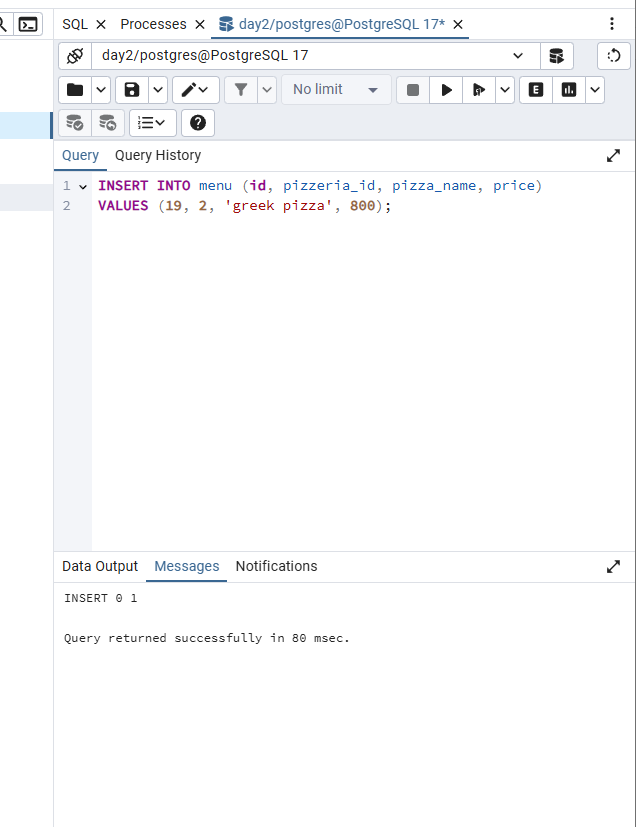 SQL Processes day2/postgres@PostgreSQL 17*
day2/postgres@PostgreSQL 17
No limit
E
Query Query History
1 INSERT INTO menu (id, pizzeria_id, pizza_name, price)
2 VALUES (19, 2, 'greek pizza', 800);
Data Output Messages Notifications
INSERT 0 1
Query returned successfully in 80 msec.